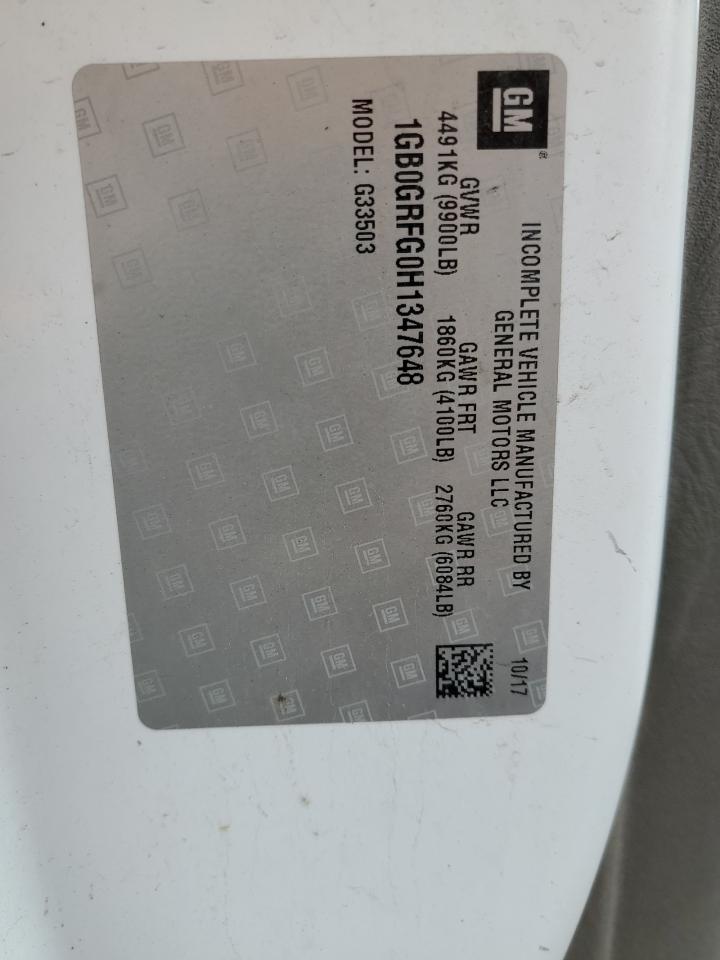 GM
INCOMPLETE VEHICLE MANUFACTURED BY
GENERAL MOTORS LLC
10/17
GVWR GAWR FRT GAWR RR
4491KG (9900LB) 1860KG (4100LB) 2760KG (6084LB)
1GB0GRFG0H1347648
MODEL: G33503